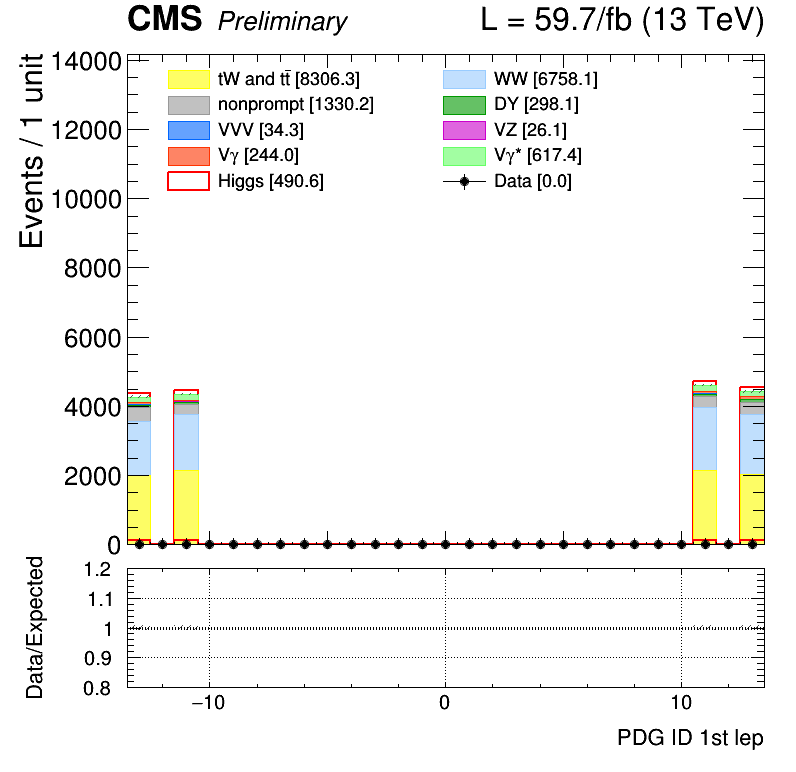 CMS Preliminary L = 59.7/fb (13 TeV)
Events / 1 unit
14000
12000
10000
8000
6000
4000
2000
0
tW and tt̄ [8306.3] WW [6758.1]
nonprompt [1330.2] DY [298.1]
VVV [34.3] VZ [26.1]
Vγ [244.0] Vγ* [617.4]
Higgs [490.6] Data [0.0]
Data/Expected
1.2
1.1
1
0.9
0.8
−10 0 10
PDG ID 1st lep